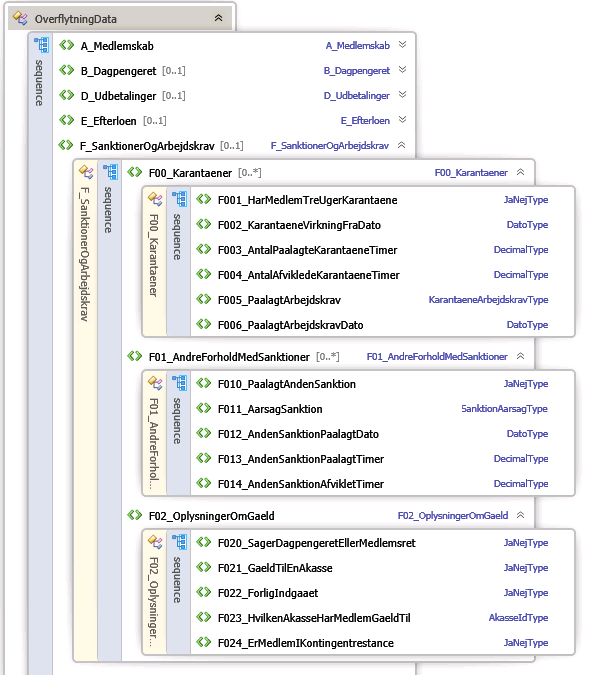 OverflytningData
sequence
A_Medlemskab A_Medlemskab
B_Dagpengeret [0..1] B_Dagpengeret
D_Udbetalinger [0..1] D_Udbetalinger
E_Efterloen [0..1] E_Efterloen
F_SanktionerOgArbejdskrav [0..1] F_SanktionerOgArbejdskrav
F_SanktionerOgArbejdskrav
sequence
F00_Karantaener [0..*] F00_Karantaener
F00_Karantaener
sequence
F001_HarMedlemTreUgerKarantaene JaNejType
F002_KarantaeneVirkningFraDato DatoType
F003_AntalPaalagteKarantaeneTimer DecimalType
F004_AntalAfvikledeKarantaeneTimer DecimalType
F005_PaalagtArbejdskrav KarantaeneArbejdskravType
F006_PaalagtArbejdskravDato DatoType
F01_AndreForholdMedSanktioner [0..*] F01_AndreForholdMedSanktioner
F01_AndreForhol...
sequence
F010_PaalagtAndenSanktion JaNejType
F011_AarsagSanktion SanktionAarsagType
F012_AndenSanktionPaalagtDato DatoType
F013_AndenSanktionPaalagtTimer DecimalType
F014_AndenSanktionAfvikletTimer DecimalType
F02_OplysningerOmGaeld F02_OplysningerOmGaeld
F02_Oplysninger...
sequence
F020_SagerDagpengeretEllerMedlemsret JaNejType
F021_GaeldTilEnAkasse JaNejType
F022_ForligIndgaaet JaNejType
F023_HvilkenAkasseHarMedlemGaeldTil AkasseIdType
F024_ErMedlemIKontingentrestance JaNejType